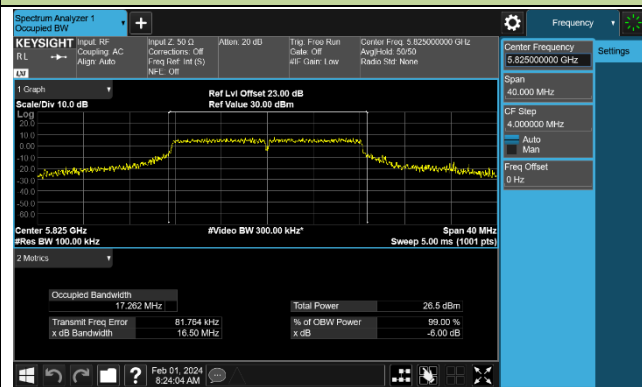 Spectrum Analyzer 1
Occupied BW
Frequency
KEYSIGHT
Input: RF
Coupling: AC
Align: Auto
Input Z: 50 Ω
Corrections: Off
Freq Ref: Int (S)
NFE: Off
Atten: 20 dB
Trig: Free Run
Gate: Off
#IF Gain: Low
Center Freq: 5.825000000 GHz
Avg|Hold: 50/50
Radio Std: None
RL
LXI
Center Frequency
5.825000000 GHz
Settings
Span
40.000 MHz
CF Step
4.000000 MHz
Auto
Man
Freq Offset
0 Hz
1 Graph
Scale/Div 10.0 dB
Ref Lvl Offset 23.00 dB
Ref Value 30.00 dBm
Log
20.0
10.0
0.00
-10.0
-20.0
-30.0
-40.0
-50.0
-60.0
Center 5.825 GHz
#Res BW 100.00 kHz
#Video BW 300.00 kHz*
Span 40 MHz
Sweep 5.00 ms (1001 pts)
2 Metrics
Occupied Bandwidth
17.262 MHz
Total Power 26.5 dBm
Transmit Freq Error 81.764 kHz
% of OBW Power 99.00 %
x dB Bandwidth 16.50 MHz
x dB -6.00 dB
Feb 01, 2024
8:24:04 AM